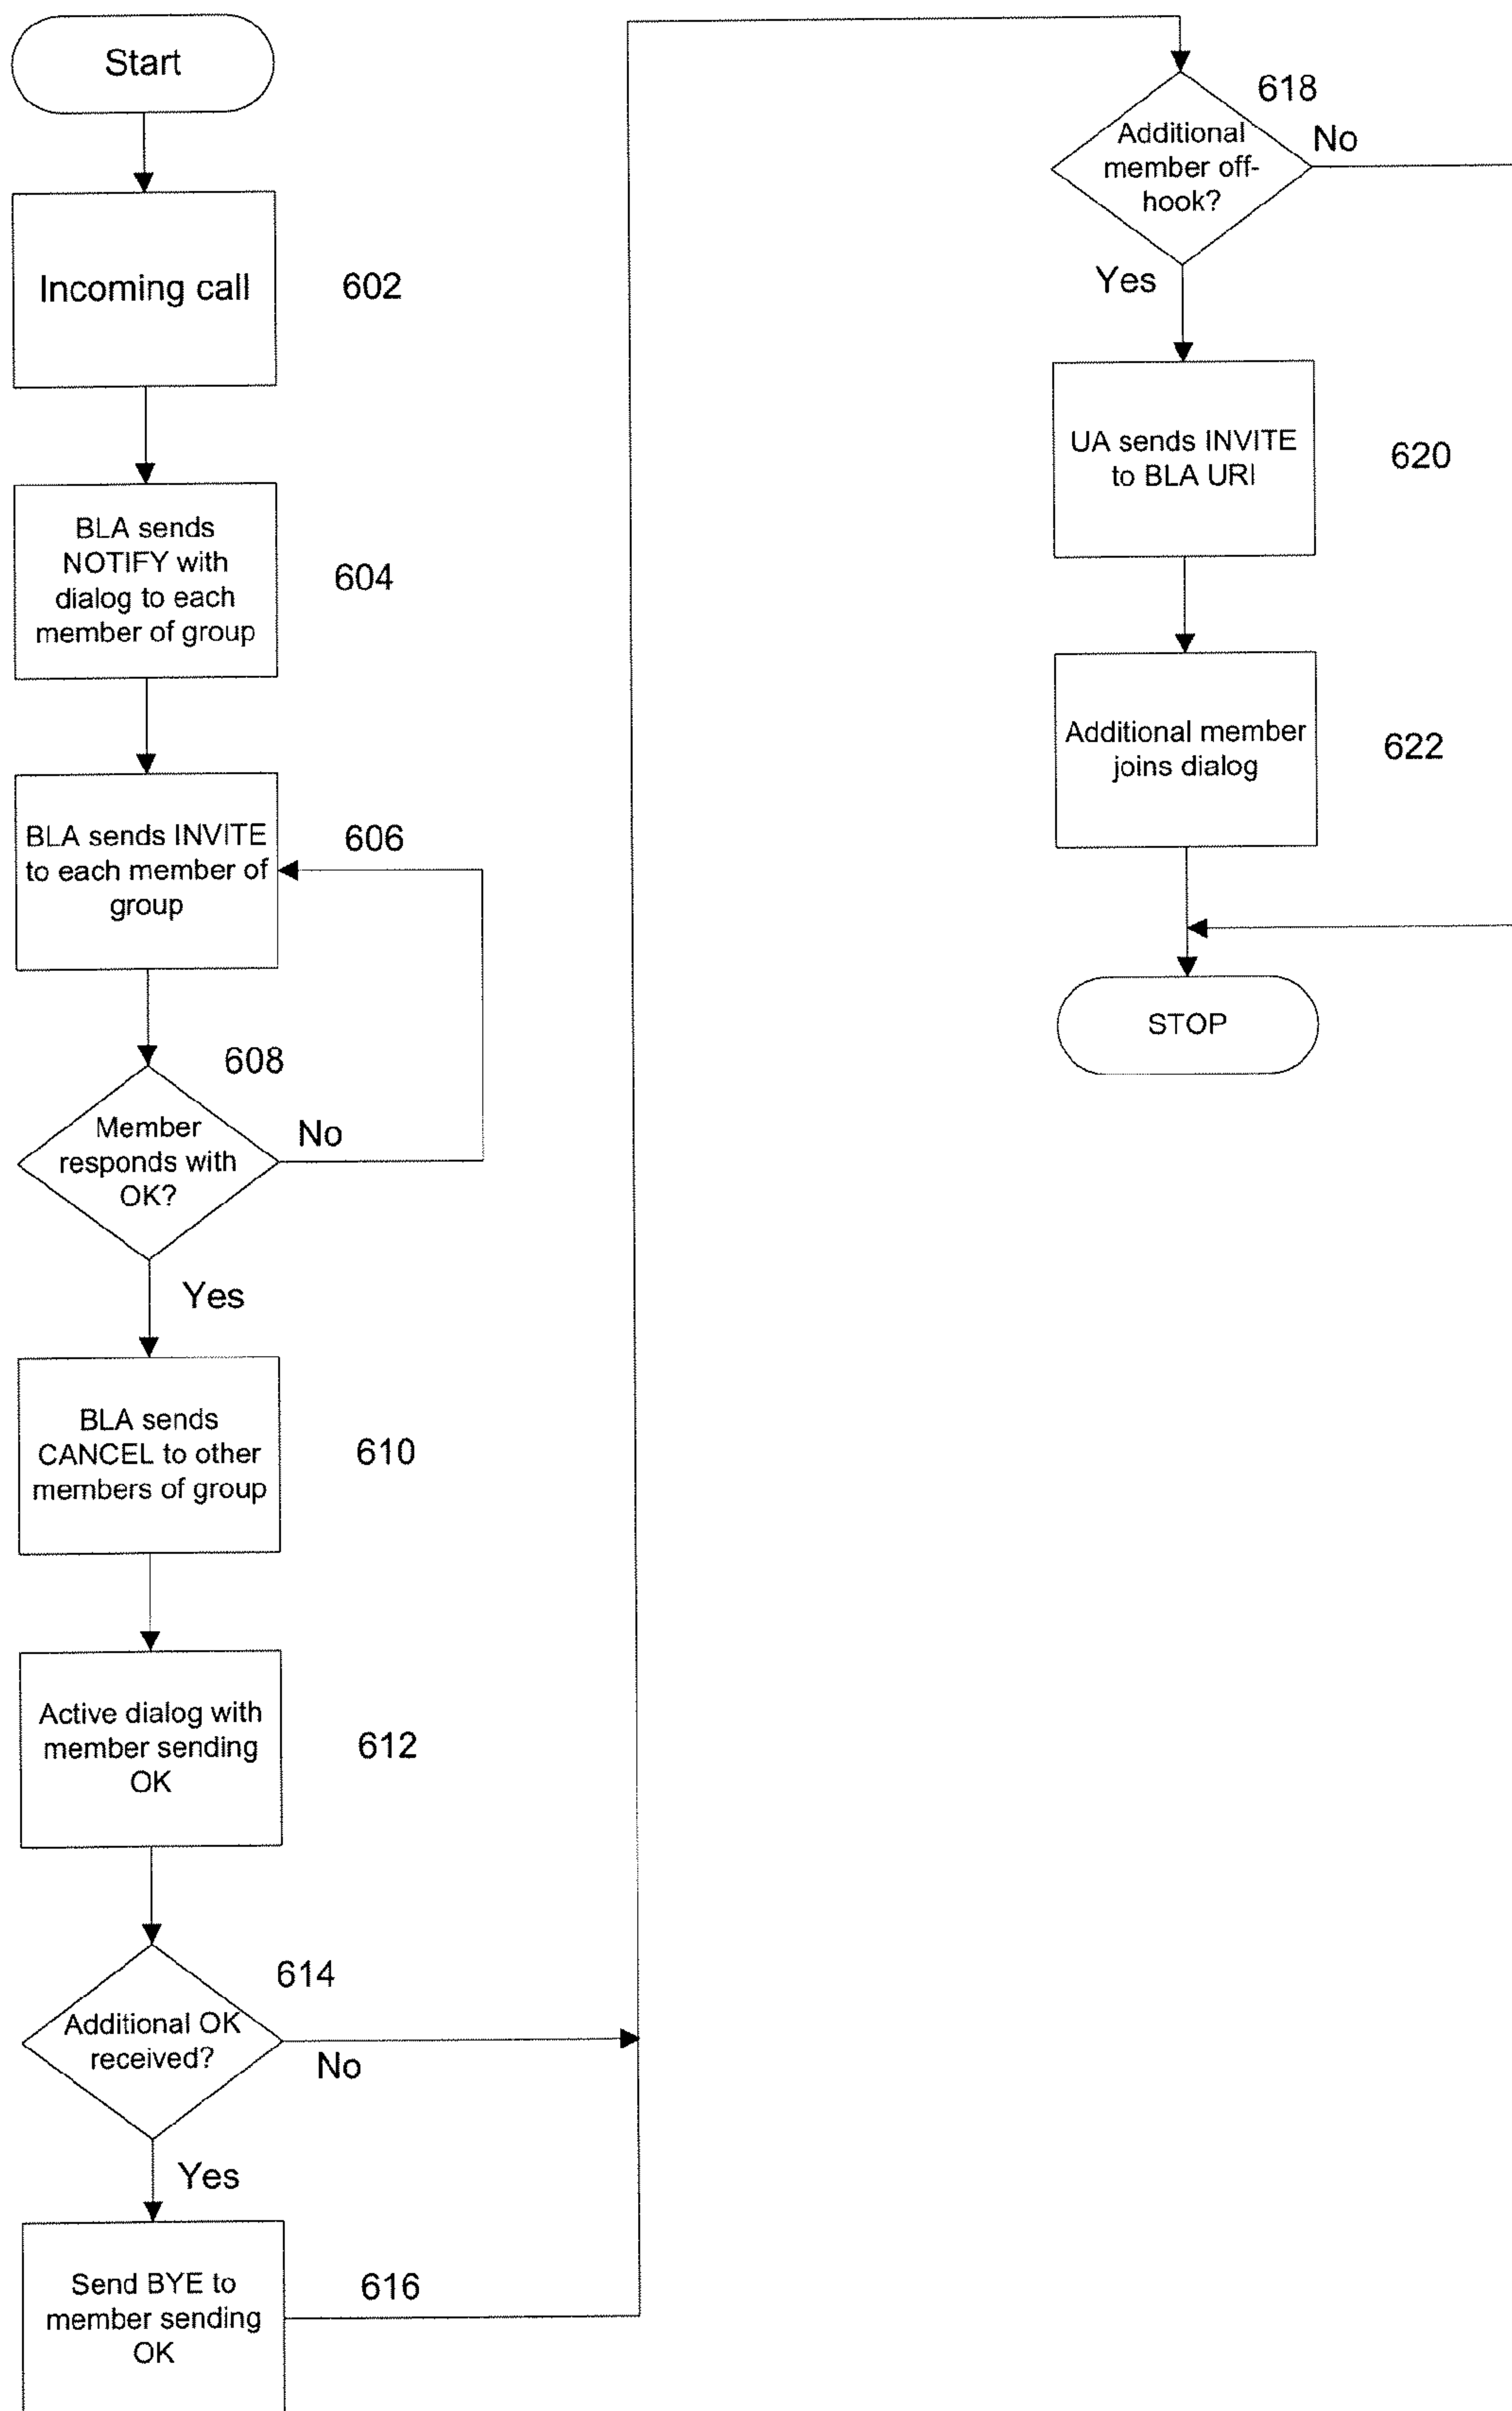 Start
Incoming call
602
BLA sends
NOTIFY with
dialog to each
member of group
604
BLA sends INVITE
to each member of
group
606
608
Member
responds with
OK?
No
Yes
BLA sends
CANCEL to other
members of group
610
Active dialog with
member sending
OK
612
614
Additional OK
received?
No
Yes
Send BYE to
member sending
OK
616
618
Additional
member off-
hook?
No
Yes
UA sends INVITE
to BLA URI
620
Additional member
joins dialog
622
STOP